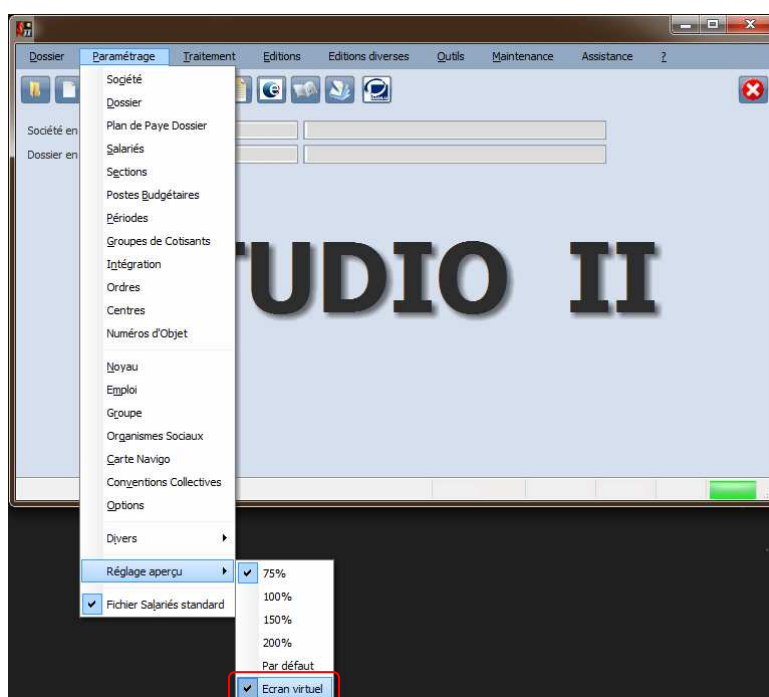 Dossier Paramétrage Traitement Editions Editions diverses Outils Maintenance Assistance ?
Société en
Dossier en
Société
Dossier
Plan de Paye Dossier
Salariés
Sections
Postes Budgétaires
Périodes
Groupes de Cotisants
Intégration
Ordres
Centres
Numéros d'Objet
Noyau
Emploi
Groupe
Organismes Sociaux
Carte Navigo
Conventions Collectives
Options
Divers
Réglage aperçu
Fichier Salariés standard
75%
100%
150%
200%
Par défaut
Ecran virtuel
UDIO II